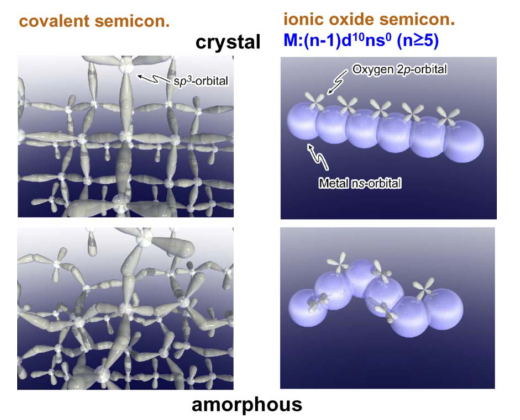 covalent semicon.
ionic oxide semicon.
M:(n-1)d¹⁰ns⁰ (n≥5)
crystal
sp³-orbital
Oxygen 2p-orbital
Metal ns-orbital
amorphous